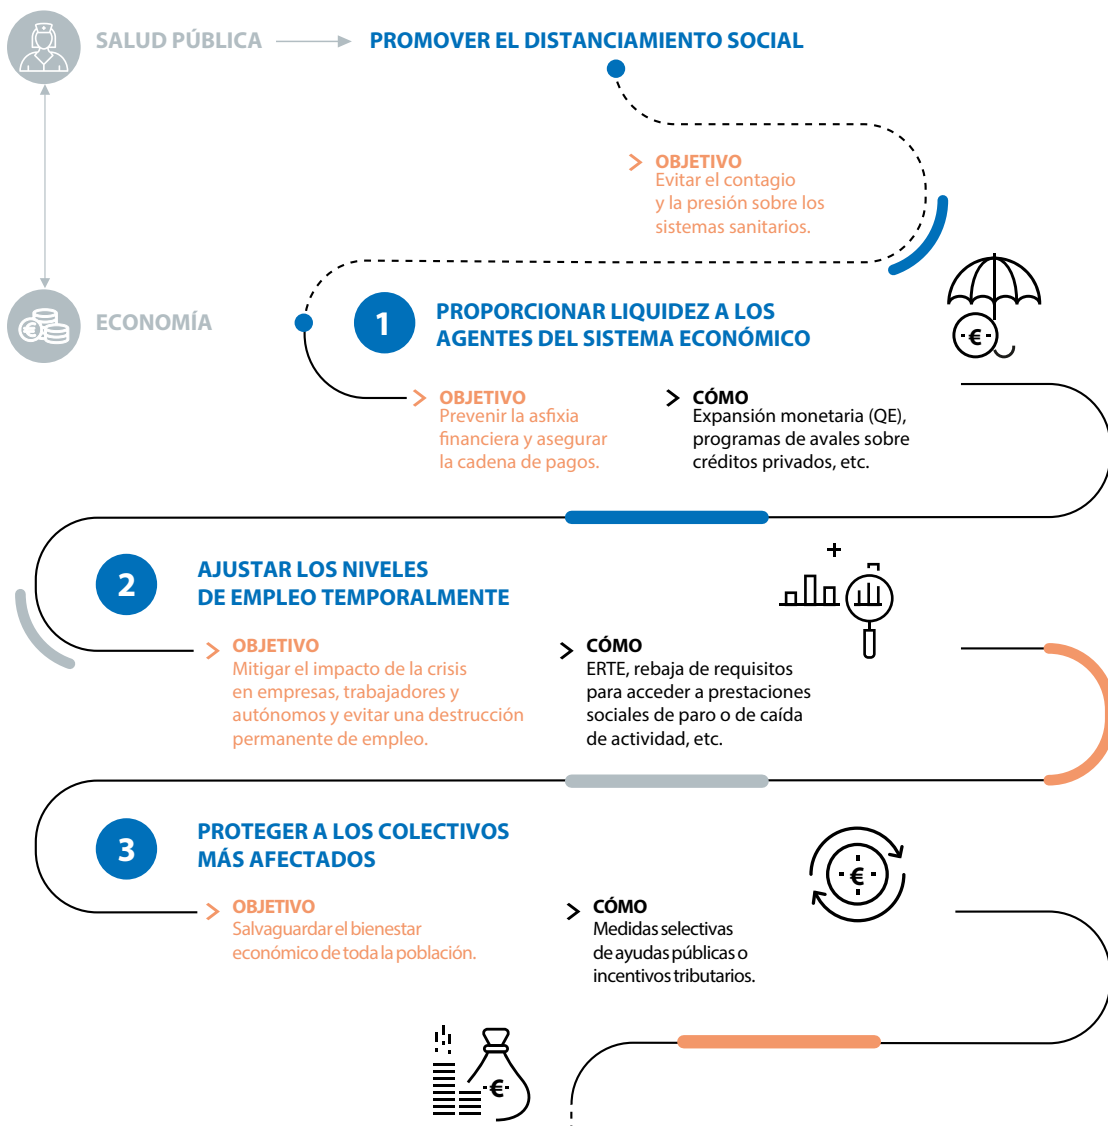 SALUD PÚBLICA
PROMOVER EL DISTANCIAMIENTO SOCIAL
OBJETIVO
Evitar el contagio
y la presión sobre los
sistemas sanitarios.
ECONOMÍA
1
PROPORCIONAR LIQUIDEZ A LOS
AGENTES DEL SISTEMA ECONÓMICO
€
OBJETIVO
Prevenir la asfixia
financiera y asegurar
la cadena de pagos.
CÓMO
Expansión monetaria (QE),
programas de avales sobre
créditos privados, etc.
2
AJUSTAR LOS NIVELES
DE EMPLEO TEMPORALMENTE
OBJETIVO
Mitigar el impacto de la crisis
en empresas, trabajadores y
autónomos y evitar una destrucción
permanente de empleo.
CÓMO
ERTE, rebaja de requisitos
para acceder a prestaciones
sociales de paro o de caída
de actividad, etc.
3
PROTEGER A LOS COLECTIVOS
MÁS AFECTADOS
€
OBJETIVO
Salvaguardar el bienestar
económico de toda la población.
CÓMO
Medidas selectivas
de ayudas públicas o
incentivos tributarios.
€